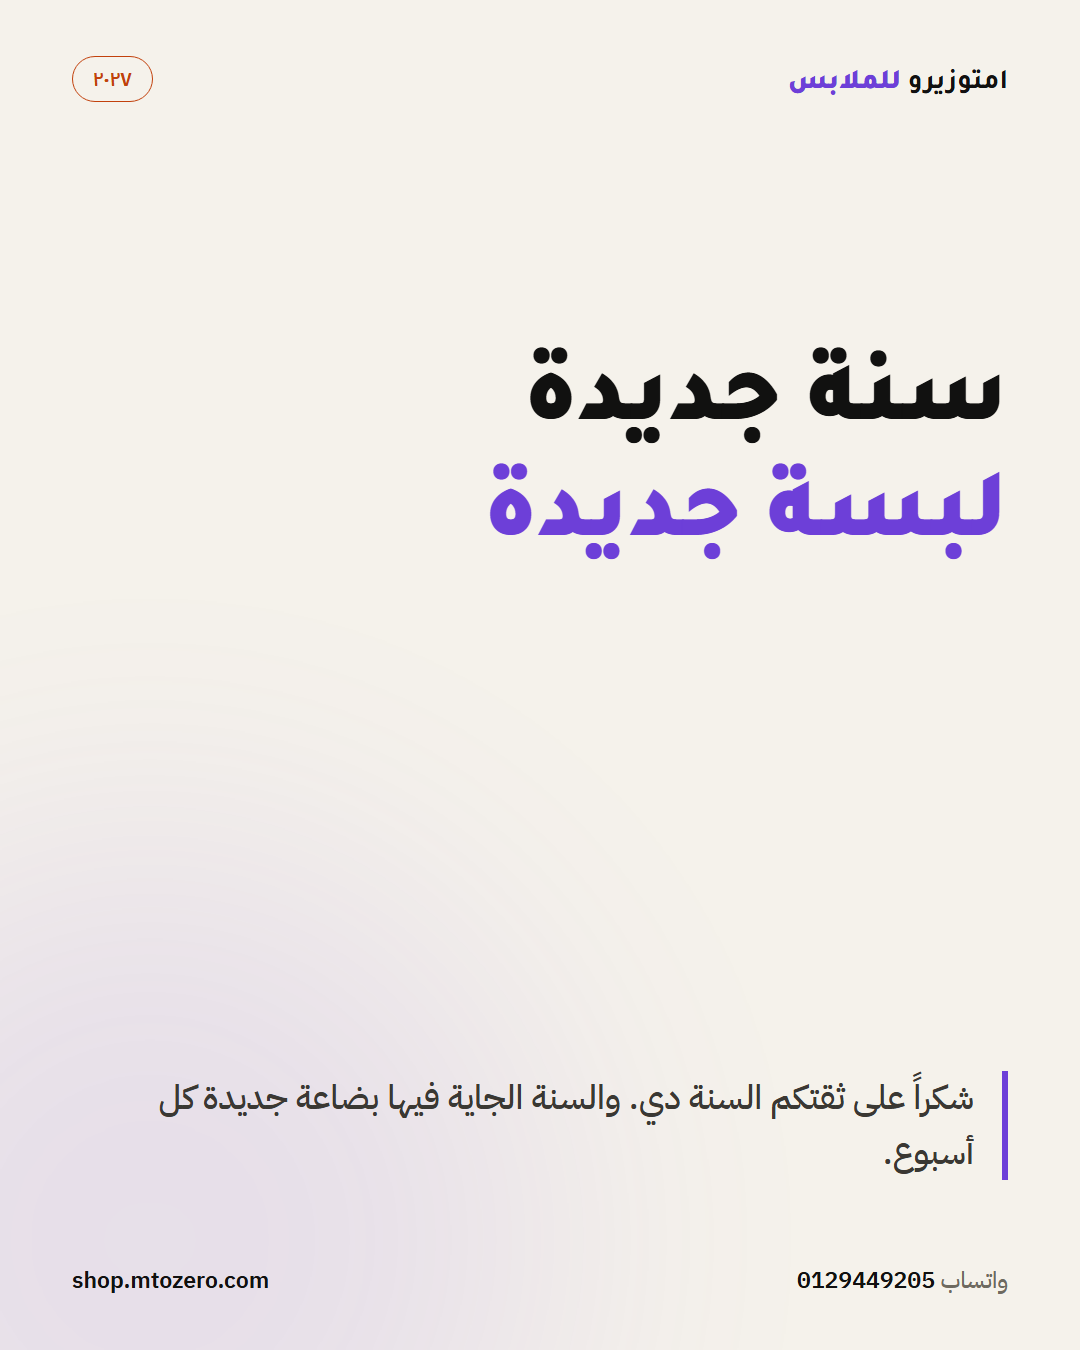 امتوزيرو للملابس
٢٠٢٧
سنة جديدة
لبسة جديدة
شكراً على ثقتكم السنة دي. والسنة الجاية فيها بضاعة جديدة كل
أسبوع.
واتساب 0129449205
shop.mtozero.com